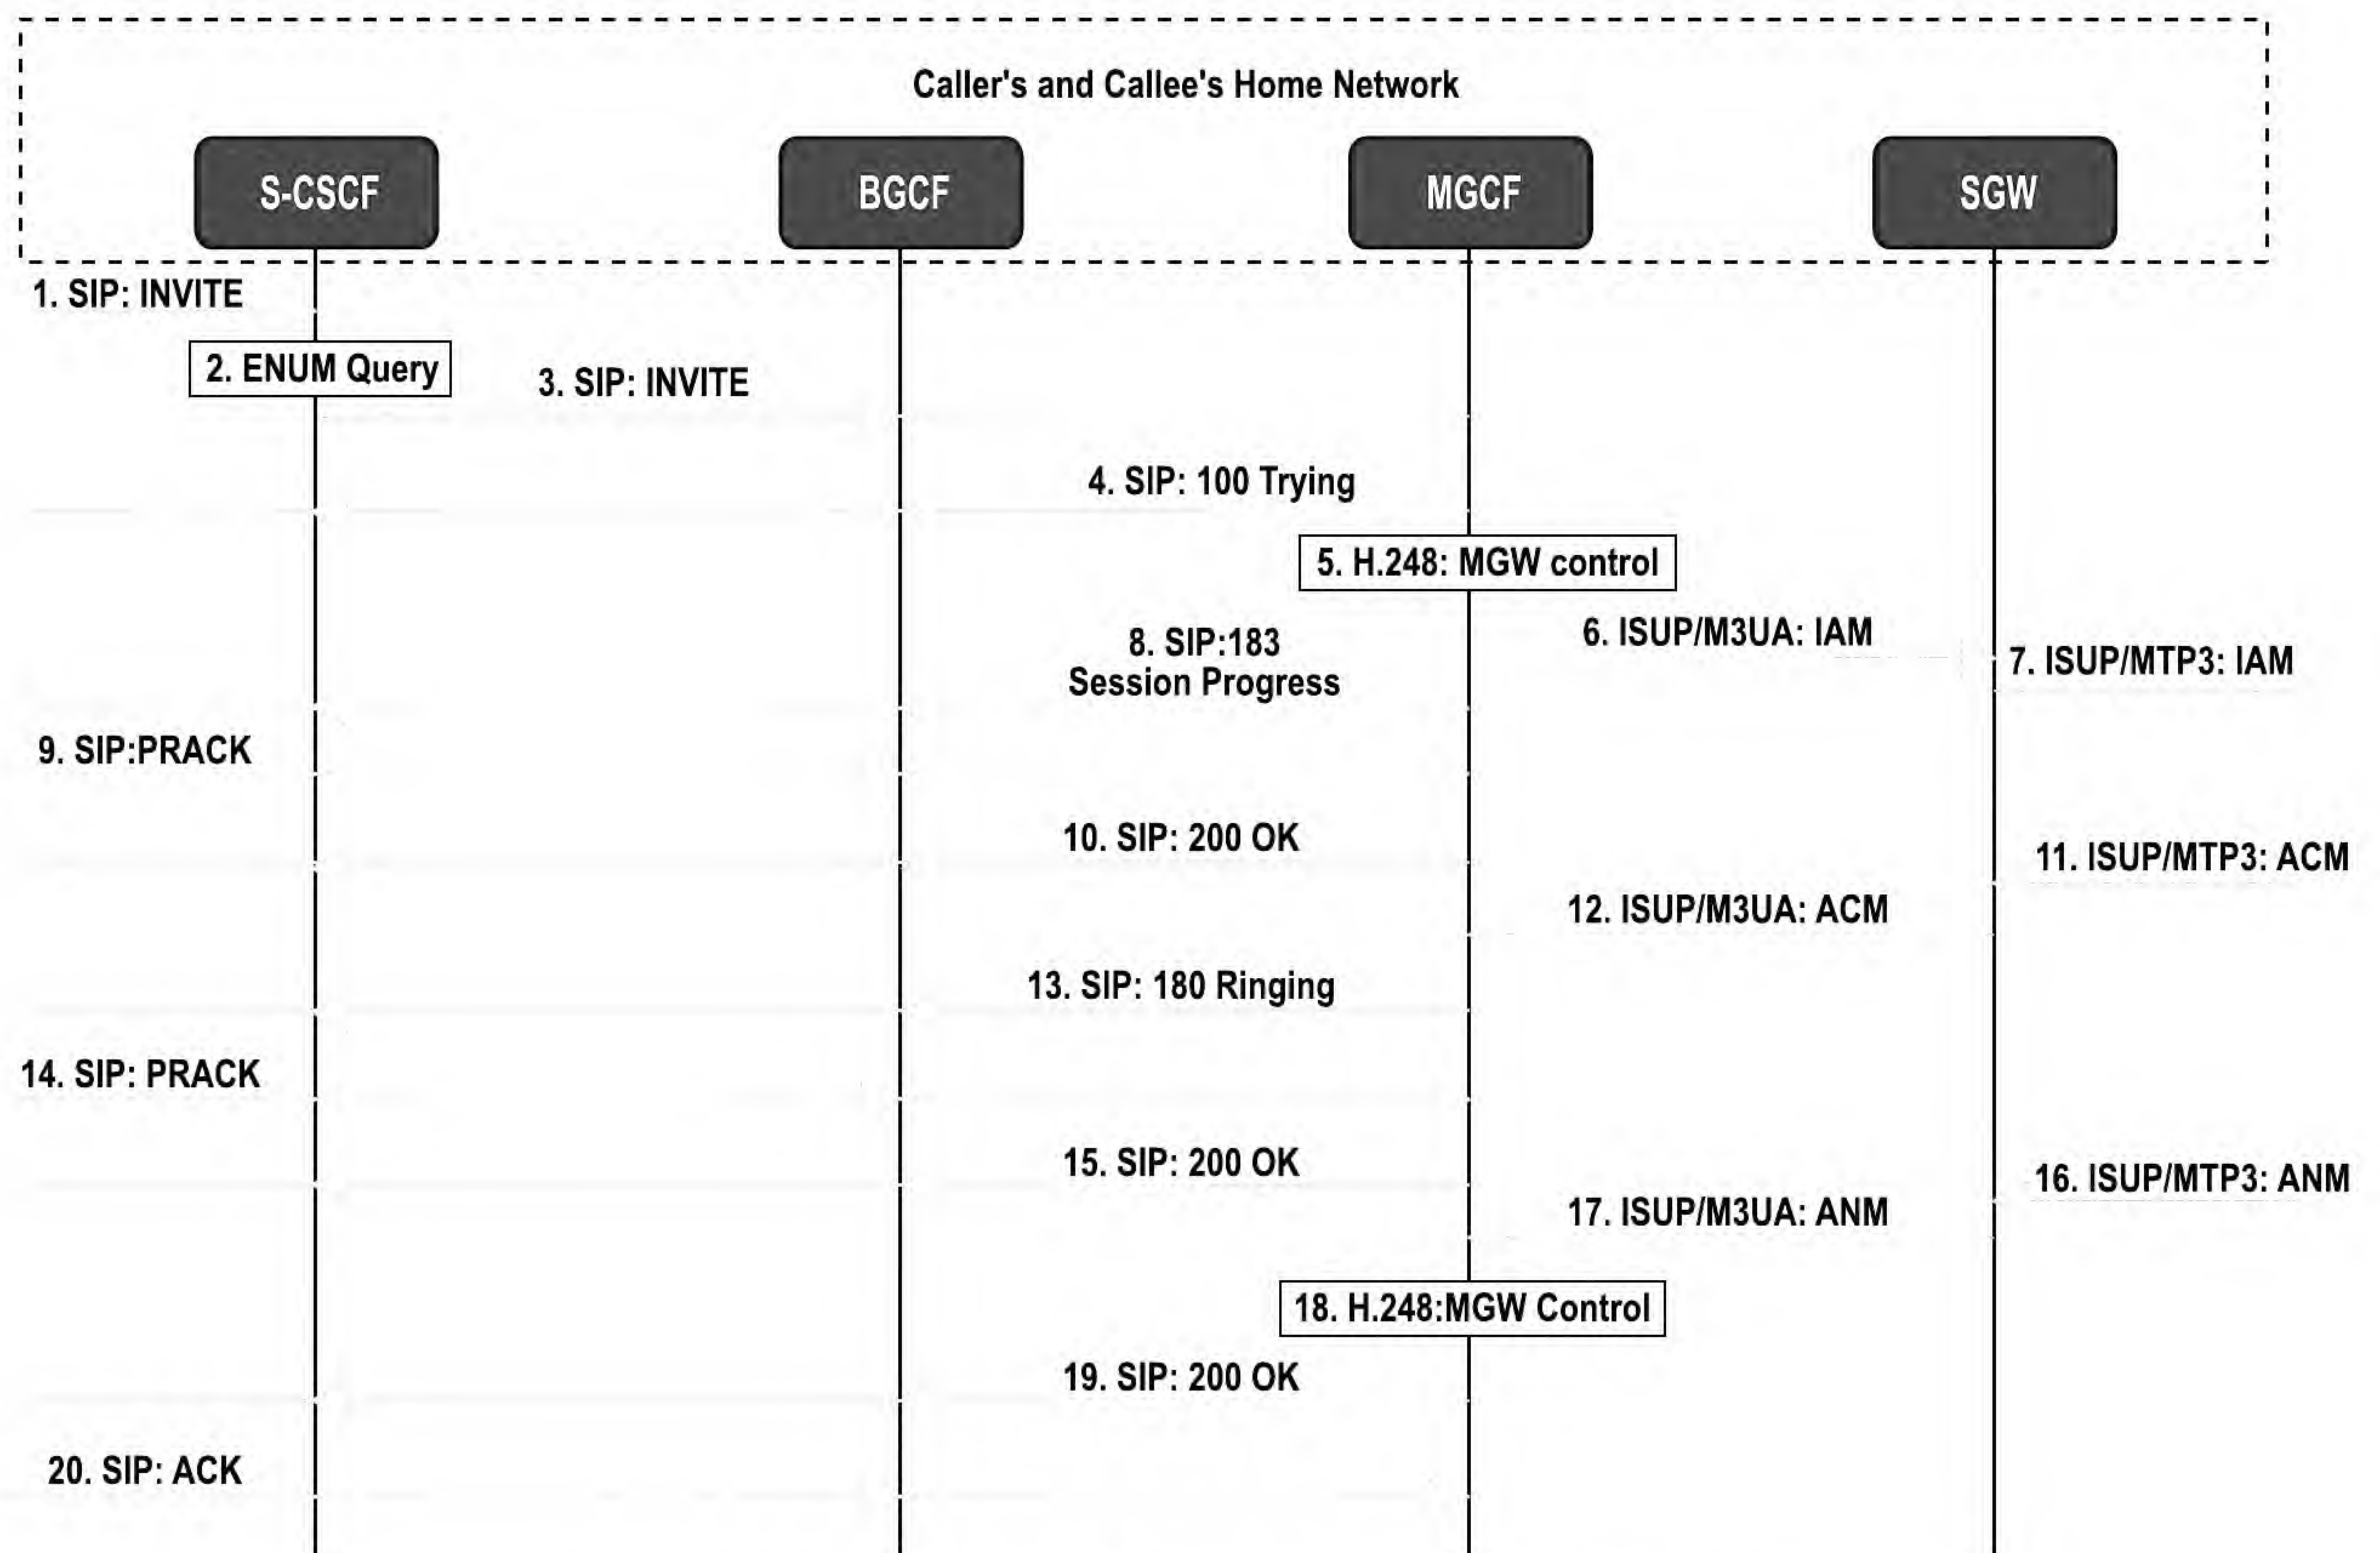 Caller's and Callee's Home Network
S-CSCF
BGCF
MGCF
SGW
1. SIP: INVITE
2. ENUM Query
3. SIP: INVITE
4. SIP: 100 Trying
5. H.248: MGW control
6. ISUP/M3UA: IAM
7. ISUP/MTP3: IAM
8. SIP:183
Session Progress
9. SIP:PRACK
10. SIP: 200 OK
11. ISUP/MTP3: ACM
12. ISUP/M3UA: ACM
13. SIP: 180 Ringing
14. SIP: PRACK
15. SIP: 200 OK
16. ISUP/MTP3: ANM
17. ISUP/M3UA: ANM
18. H.248:MGW Control
19. SIP: 200 OK
20. SIP: ACK